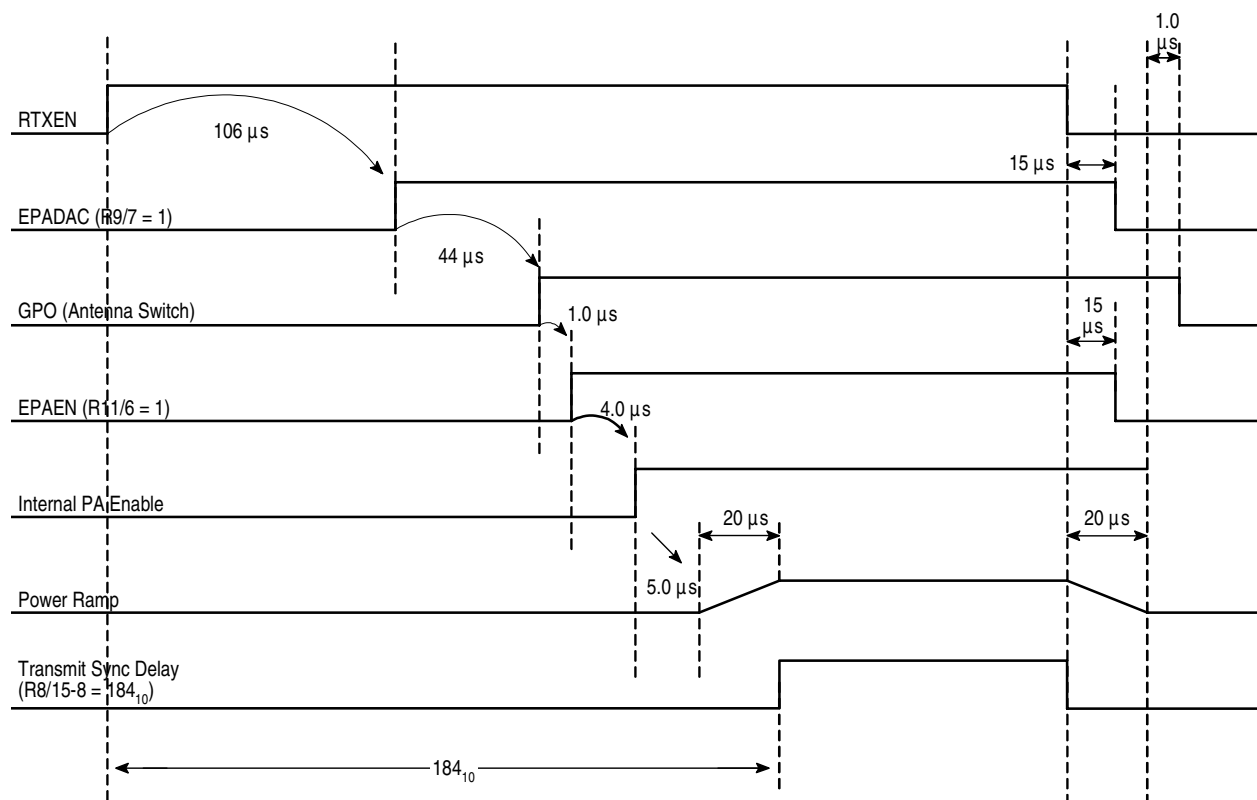 1.0
μs
RTXEN
106 μs
15 μs
EPADAC (R9/7 = 1)
44 μs
GPO (Antenna Switch)
1.0 μs
15
μs
EPAEN (R11/6 = 1)
4.0 μs
Internal PA Enable
20 μs
20 μs
5.0 μs
Power Ramp
Transmit Sync Delay
(R8/15-8 = 184₁₀)
184₁₀